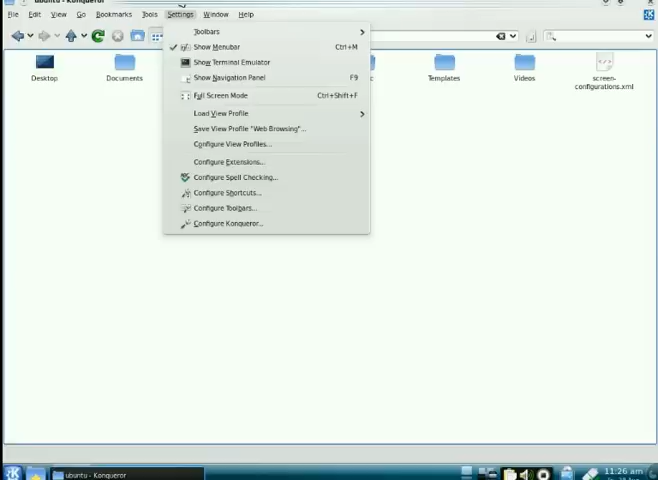 ubuntu - Konqueror
File Edit View Go Bookmarks Tools Settings Window Help
Toolbars
Show Menubar Ctrl+M
Show Terminal Emulator
Show Navigation Panel F9
Full Screen Mode Ctrl+Shift+F
Load View Profile
Save View Profile "Web Browsing"...
Configure View Profiles...
Configure Extensions...
Configure Spell Checking...
Configure Shortcuts...
Configure Toolbars...
Configure Konqueror...
Desktop Documents Templates Videos screen-
configurations.xml
ubuntu - Konqueror
11:26 am